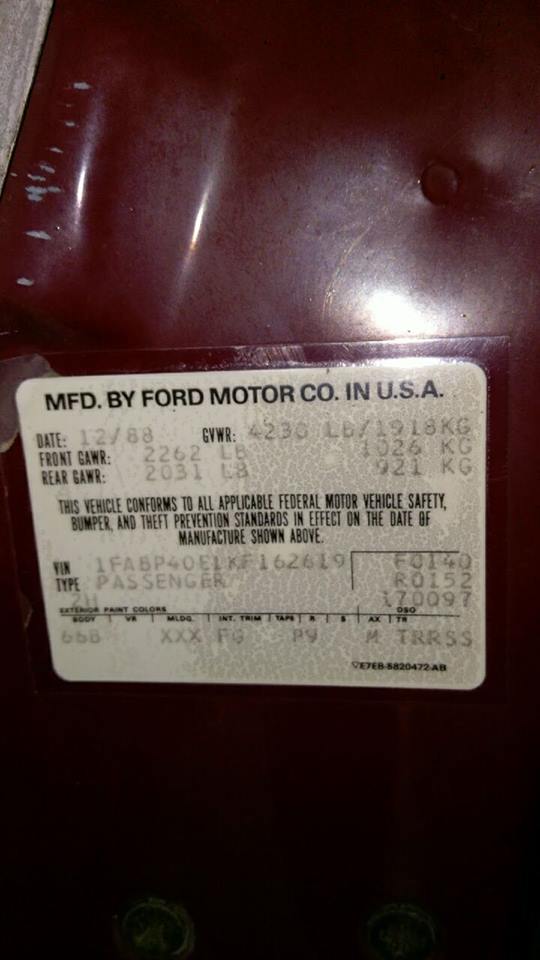 MFD. BY FORD MOTOR CO. IN U.S.A.
DATE: 12/88 GVWR: 4230 LB/1918KG
FRONT GAWR: 2262 LB 1026 KG
REAR GAWR: 2031 LB 921 KG
THIS VEHICLE CONFORMS TO ALL APPLICABLE FEDERAL MOTOR VEHICLE SAFETY,
BUMPER, AND THEFT PREVENTION STANDARDS IN EFFECT ON THE DATE OF
MANUFACTURE SHOWN ABOVE.
VIN 1FABP40E1KF162619 F0140
TYPE PASSENGER R0152
2H 170097
EXTERIOR PAINT COLORS DSO
BODY VR MLDG. INT. TRIM TAPE R S AX TR
66B XXX FG P9 M TRRSS
E7EB-5820472-AB